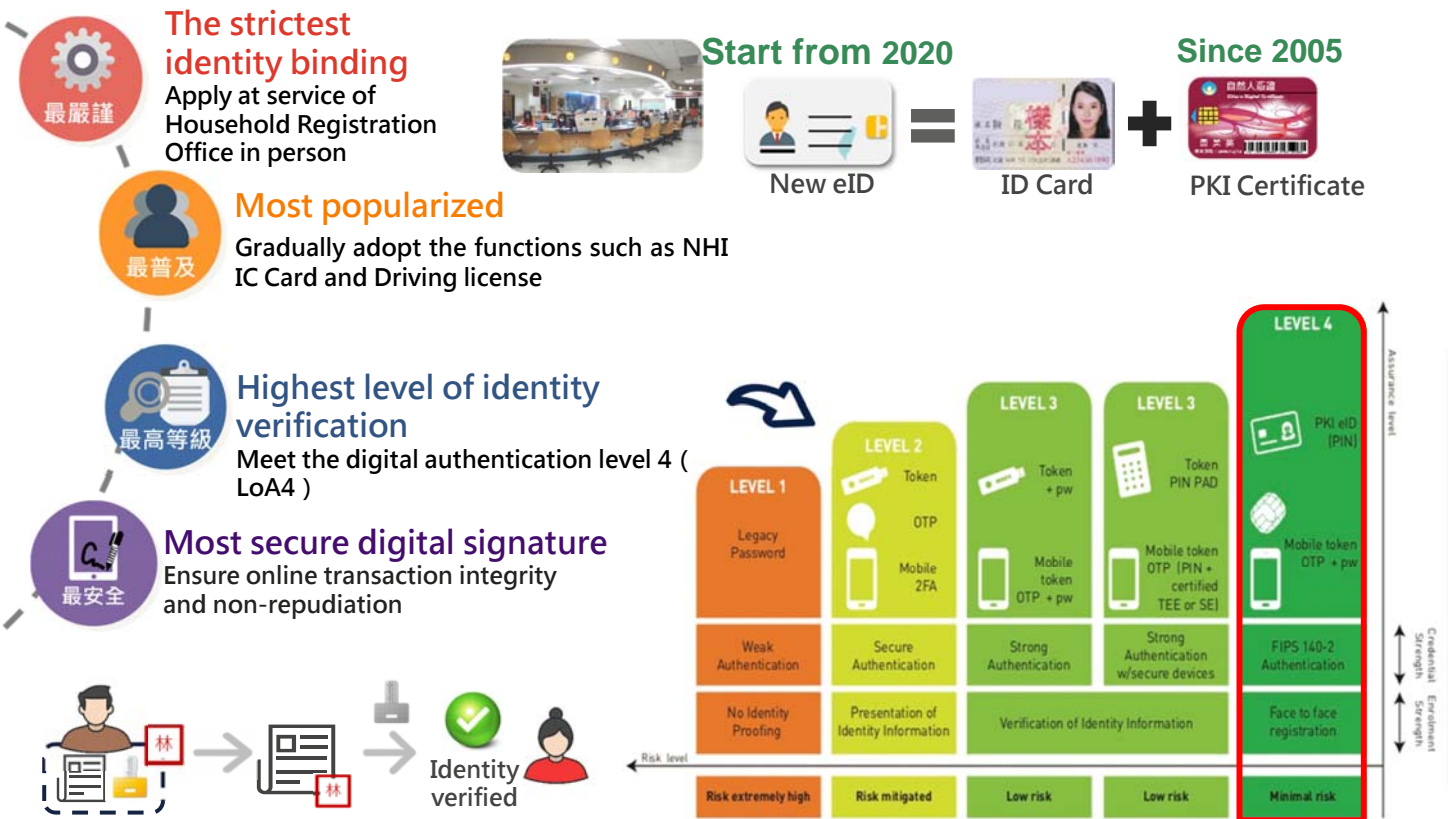 最嚴謹
The strictest
identity binding
Apply at service of
Household Registration
Office in person
最普及
Most popularized
Gradually adopt the functions such as NHI
IC Card and Driving license
最高等級
Highest level of identity
verification
Meet the digital authentication level 4 (
LoA4 )
最安全
Most secure digital signature
Ensure online transaction integrity
and non-repudiation
林
林
Identity
verified
Start from 2020
New eID
樣本
ID Card
Since 2005
自然人憑證
PKI Certificate
LEVEL 1
Legacy
Password
Weak
Authentication
No Identity
Proofing
Risk extremely high
LEVEL 2
Token
OTP
Mobile
2FA
Secure
Authentication
Presentation of
Identity Information
Risk mitigated
LEVEL 3
Token
+ pw
Mobile
token
OTP + pw
Strong
Authentication
LEVEL 3
Token
PIN PAD
Mobile token
OTP (PIN +
certified
TEE or SE)
Strong
Authentication
w/secure devices
Verification of Identity Information
Low risk
Low risk
LEVEL 4
PKI eID
(PIN)
Mobile token
OTP + pw
FIPS 140-2
Authentication
Face to face
registration
Minimal risk
Assurance level
Credential
Strength
Enrolment
Strength
Risk level